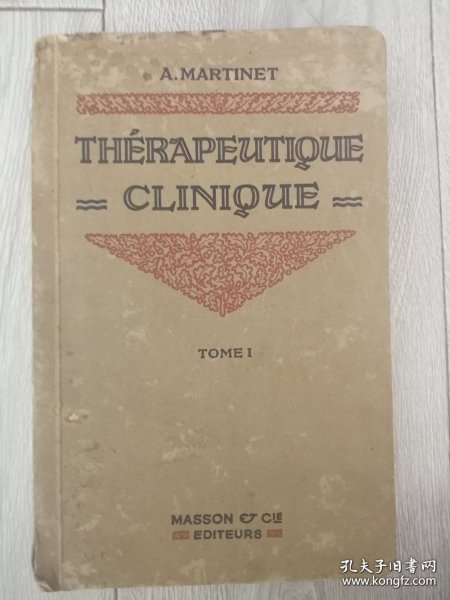 A. MARTINET
THÉRAPEUTIQUE
CLINIQUE
TOME I
MASSON & CIE
EDITEURS
孔夫子旧书网
www.kongfz.com